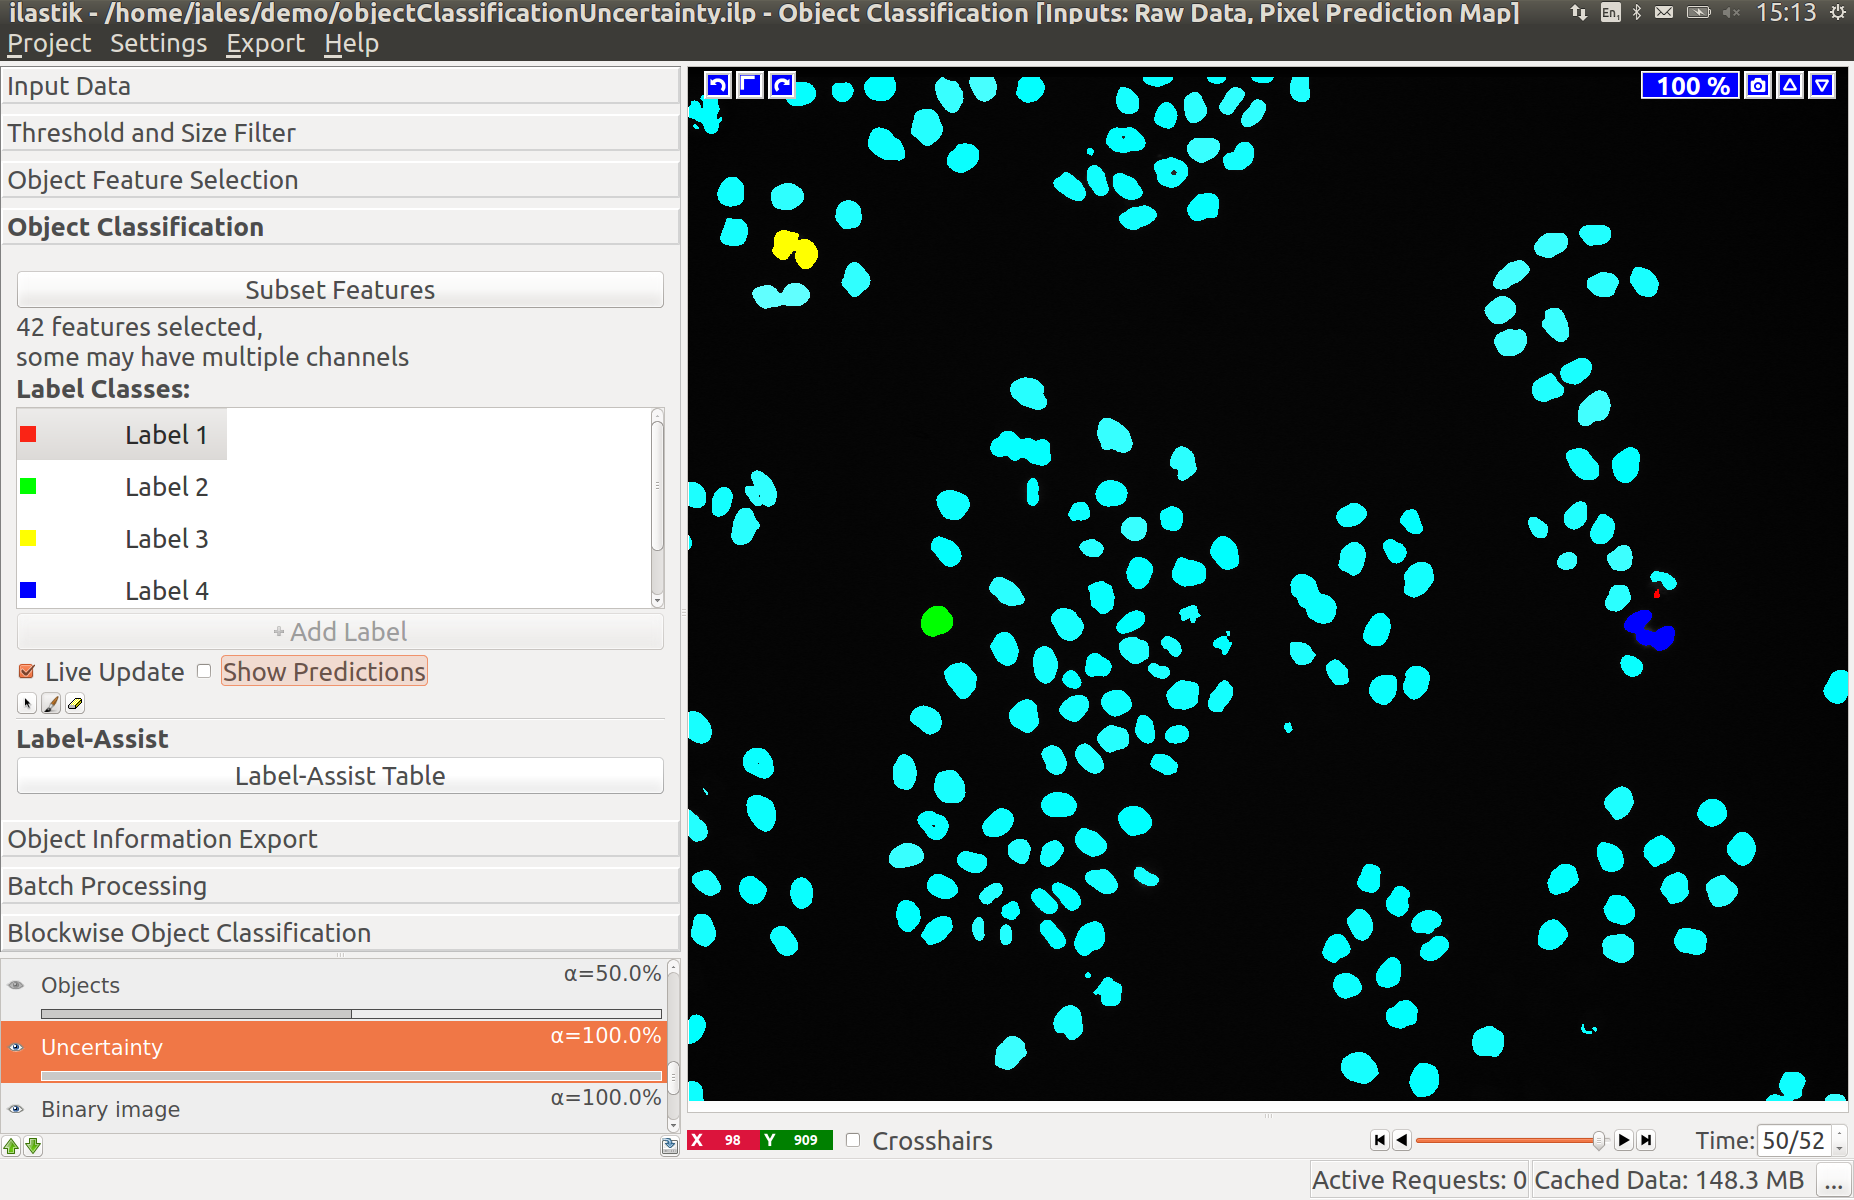 ilastik - /home/jales/demo/objectClassificationUncertainty.ilp - Object Classification [Inputs: Raw Data, Pixel Prediction Map]
En1
15:13
Project Settings Export Help
Input Data
Threshold and Size Filter
Object Feature Selection
Object Classification
Subset Features
42 features selected,
some may have multiple channels
Label Classes:
Label 1
Label 2
Label 3
Label 4
+ Add Label
Live Update Show Predictions
Label-Assist
Label-Assist Table
Object Information Export
Batch Processing
Blockwise Object Classification
Objects α=50.0%
Uncertainty α=100.0%
Binary image α=100.0%
100 %
X 98 Y 909 Crosshairs
Time: 50/52
Active Requests: 0 Cached Data: 148.3 MB ...